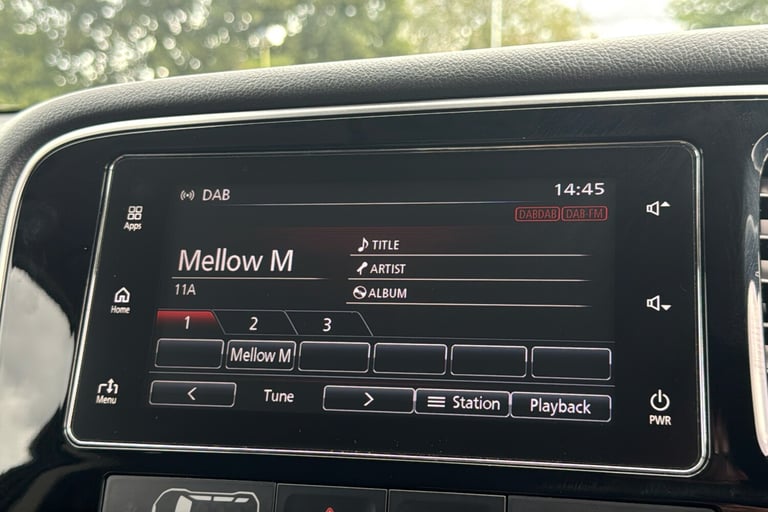 DAB
14:45
DABDAB DAB-FM
Apps
Mellow M
TITLE
ARTIST
11A
ALBUM
Home
1 2 3
Mellow M
Menu
< Tune > Station Playback
PWR